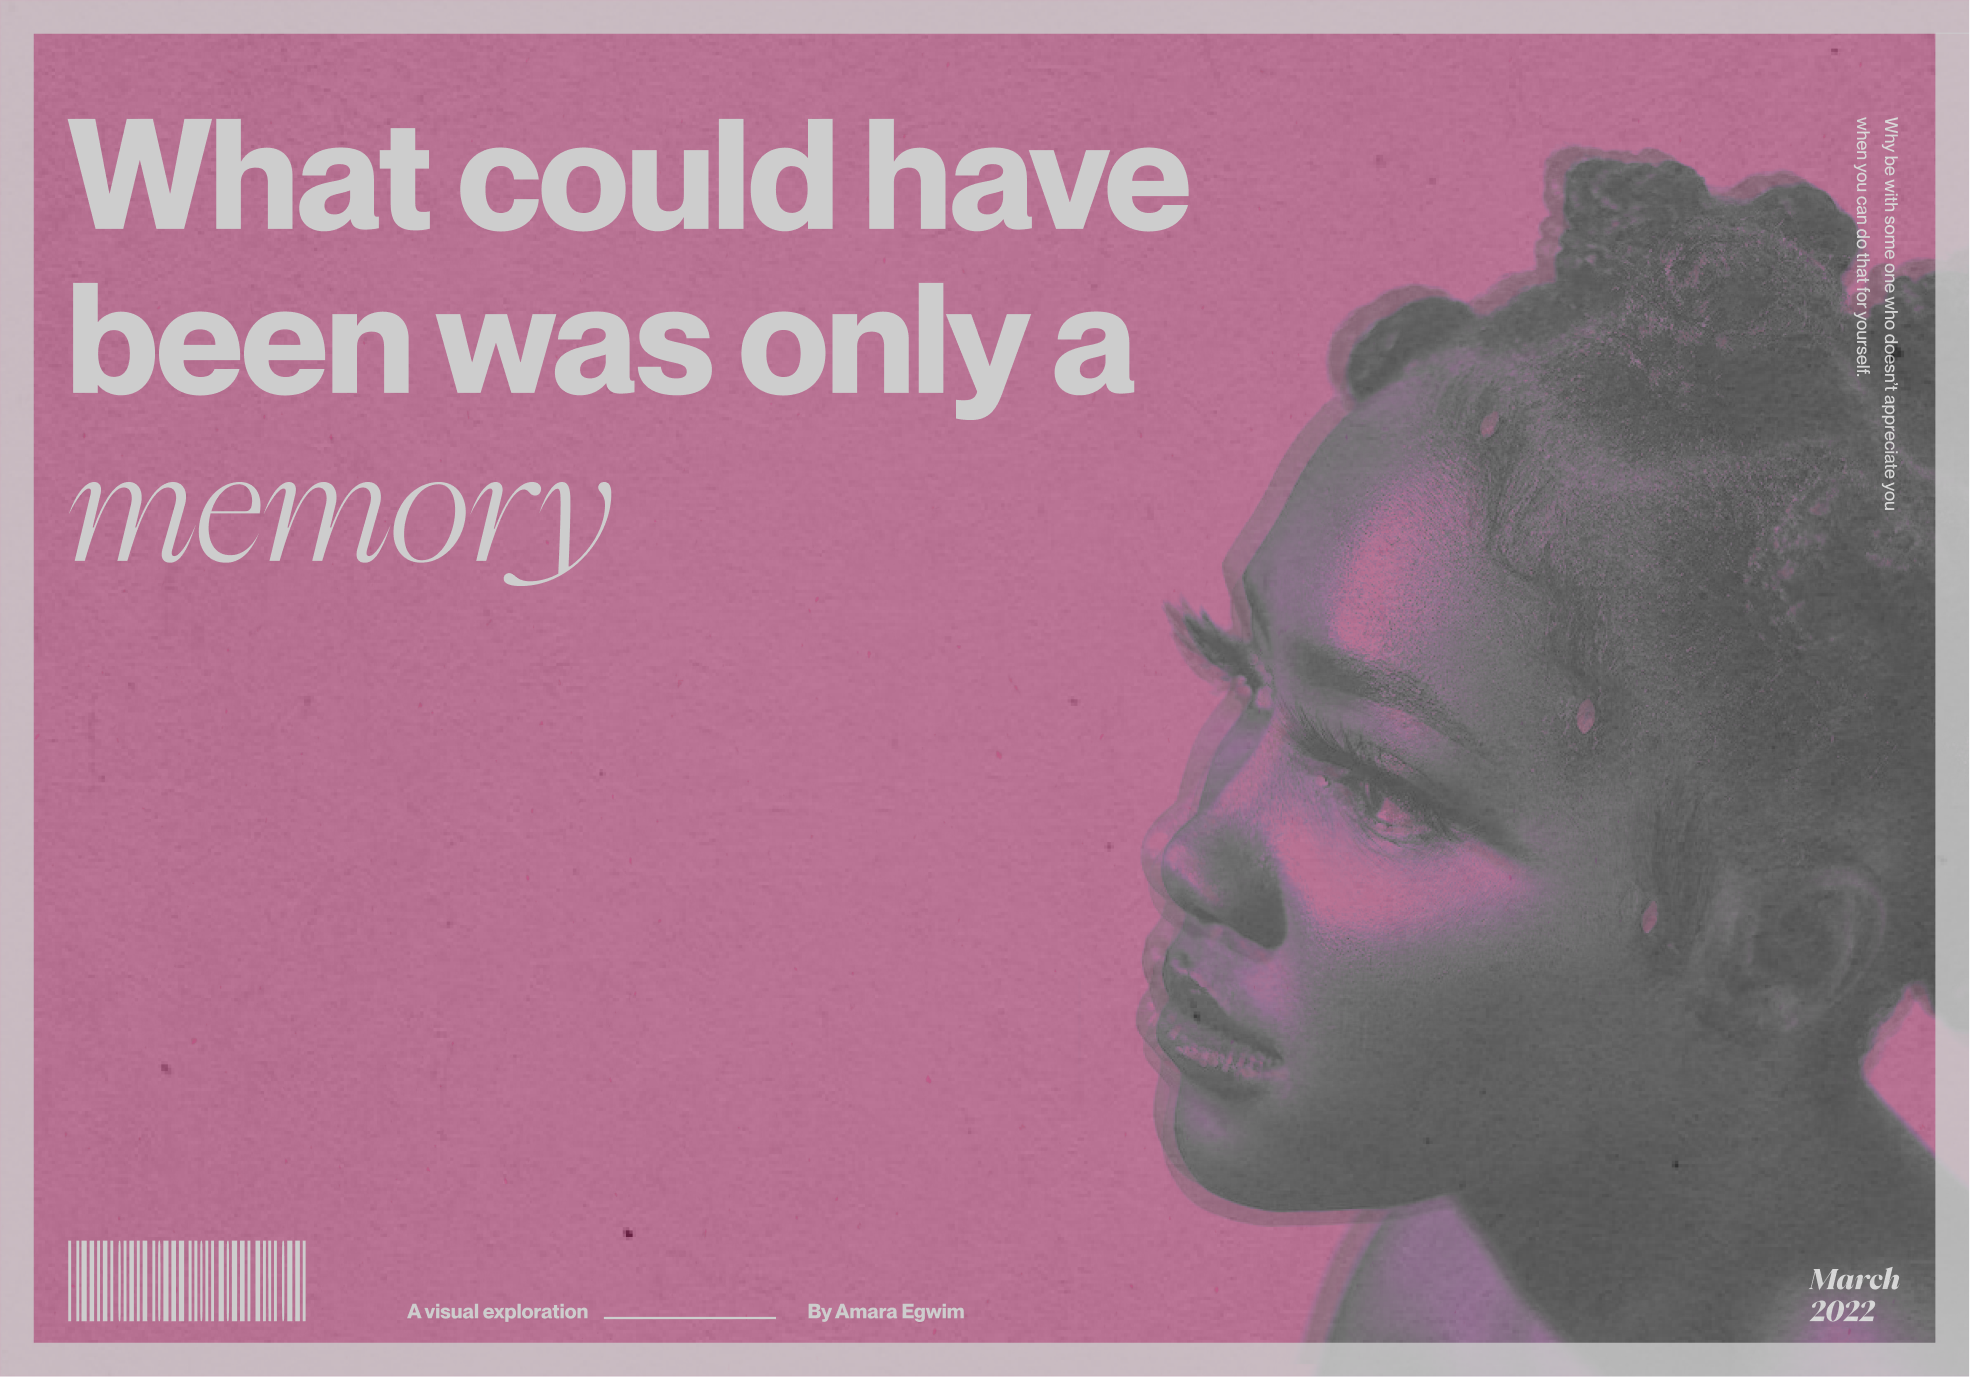 What could have
been was only a
memory
Why be with some one who doesn't appreciate you
when you can do that for yourself.
A visual exploration
By Amara Egwim
March
2022